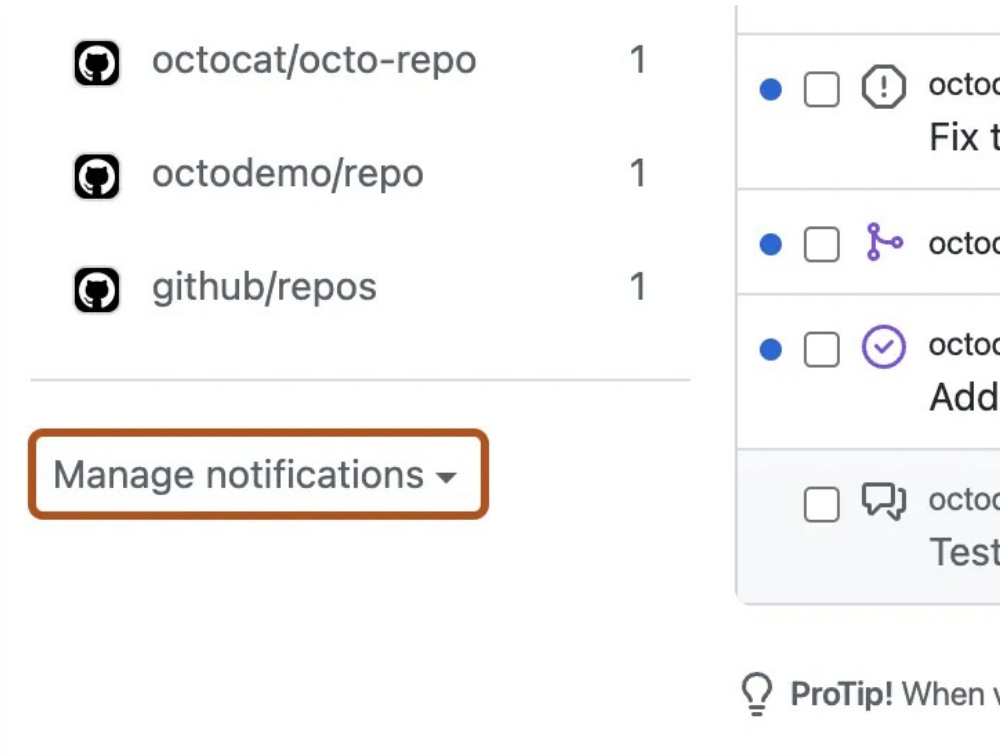 octocat/octo-repo 1
octodemo/repo 1
github/repos 1
Manage notifications
Fix
Add
Test
ProTip! When